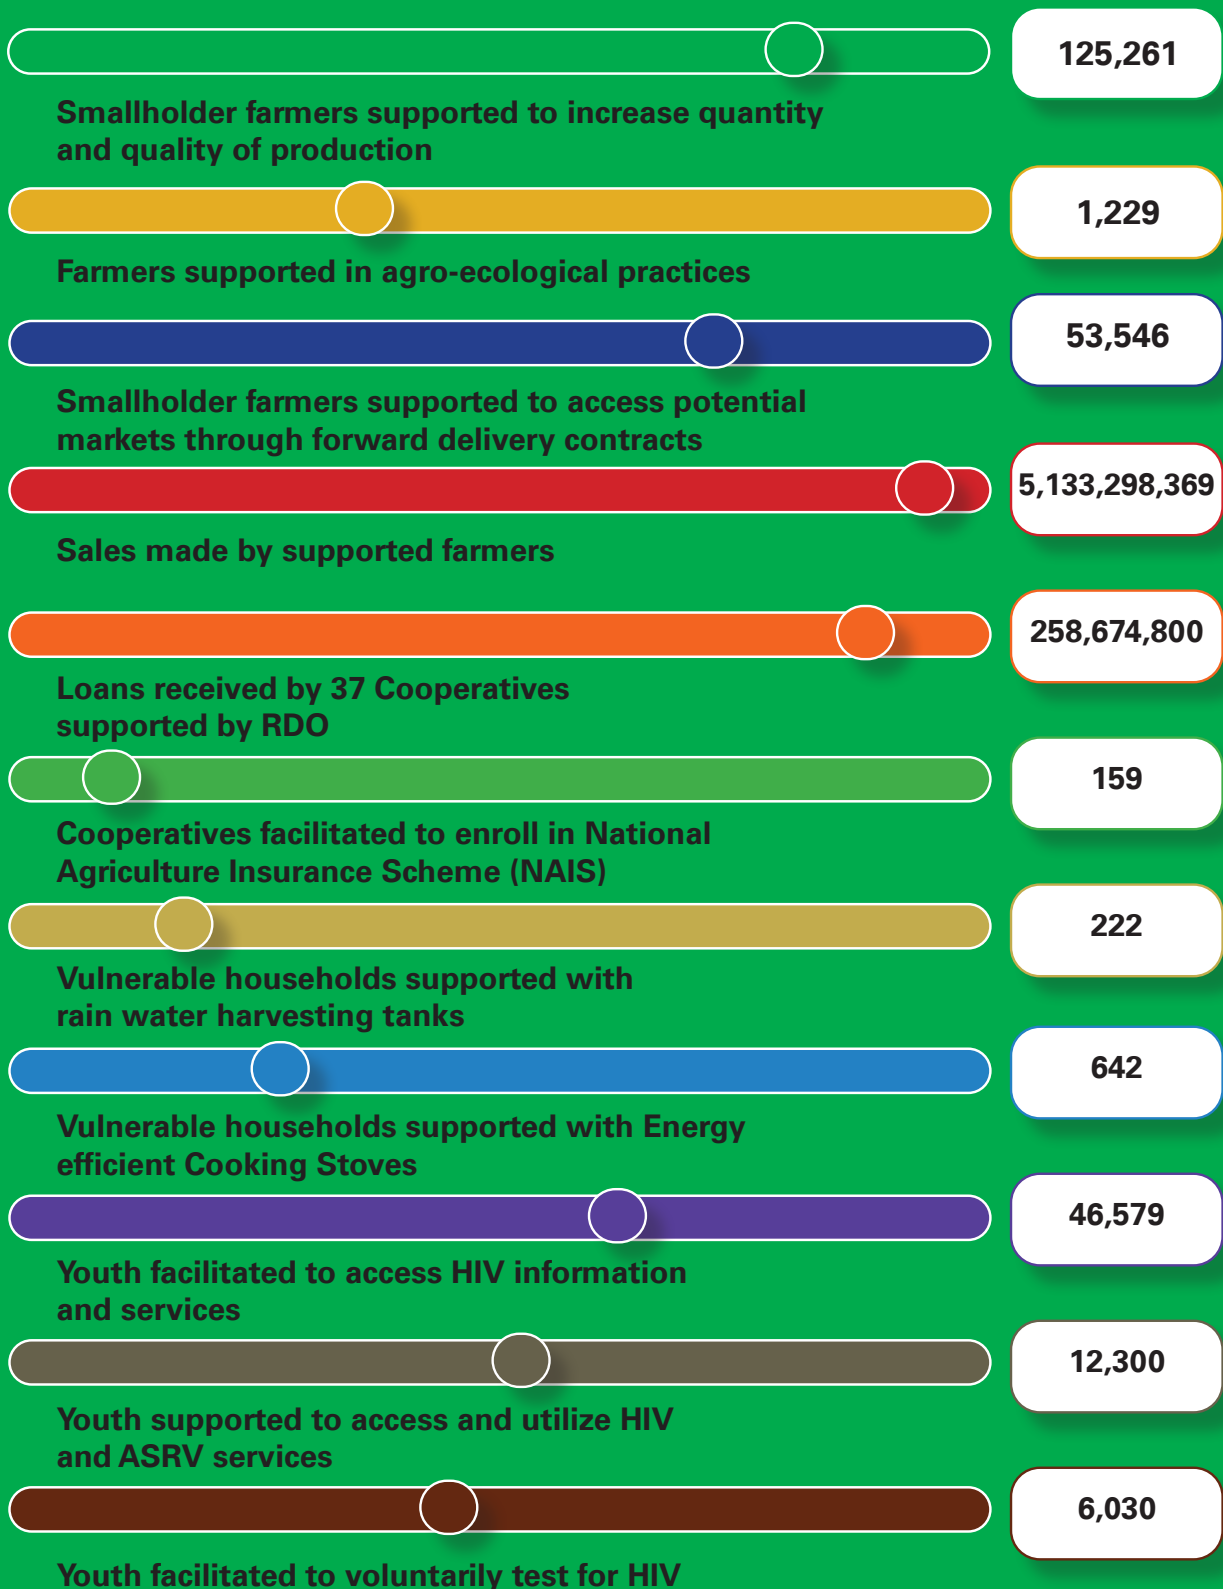 125,261
Smallholder farmers supported to increase quantity
and quality of production
1,229
Farmers supported in agro-ecological practices
53,546
Smallholder farmers supported to access potential
markets through forward delivery contracts
5,133,298,369
Sales made by supported farmers
258,674,800
Loans received by 37 Cooperatives
supported by RDO
159
Cooperatives facilitated to enroll in National
Agriculture Insurance Scheme (NAIS)
222
Vulnerable households supported with
rain water harvesting tanks
642
Vulnerable households supported with Energy
efficient Cooking Stoves
46,579
Youth facilitated to access HIV information
and services
12,300
Youth supported to access and utilize HIV
and ASRV services
6,030
Youth facilitated to voluntarily test for HIV